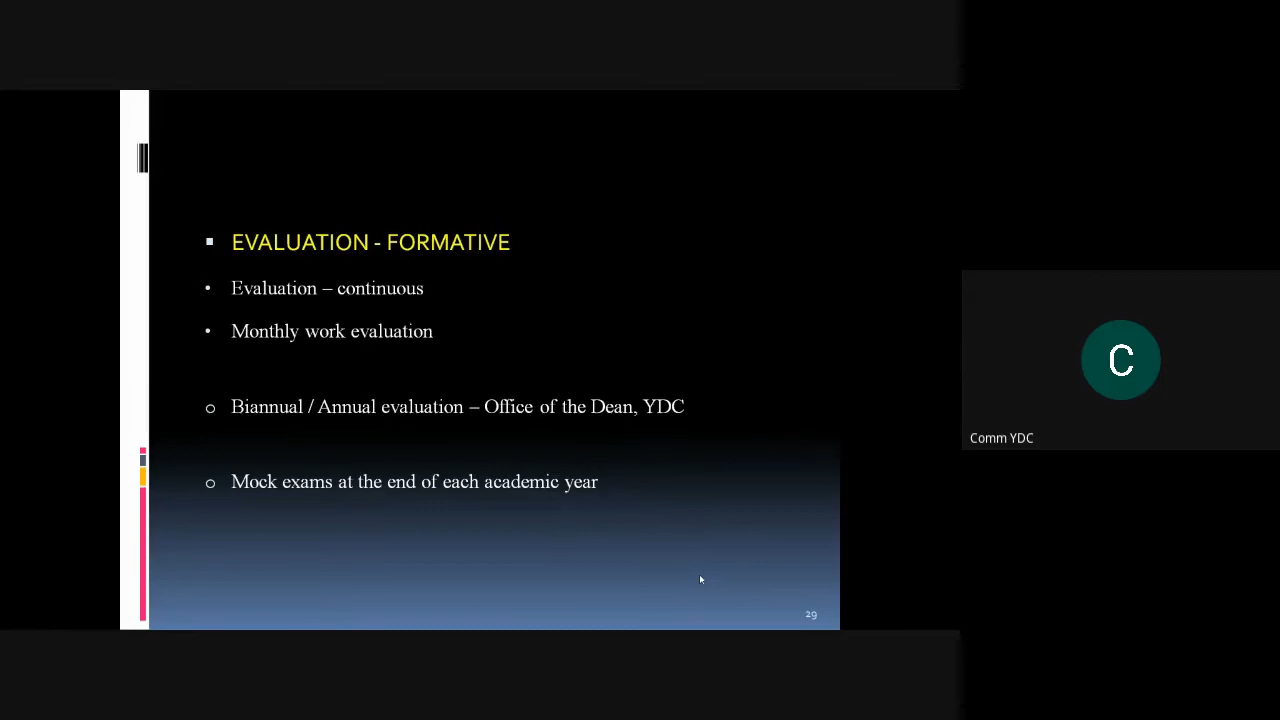 EVALUATION - FORMATIVE
Evaluation – continuous
Monthly work evaluation
Biannual / Annual evaluation – Office of the Dean, YDC
Mock exams at the end of each academic year
29
C
Comm YDC